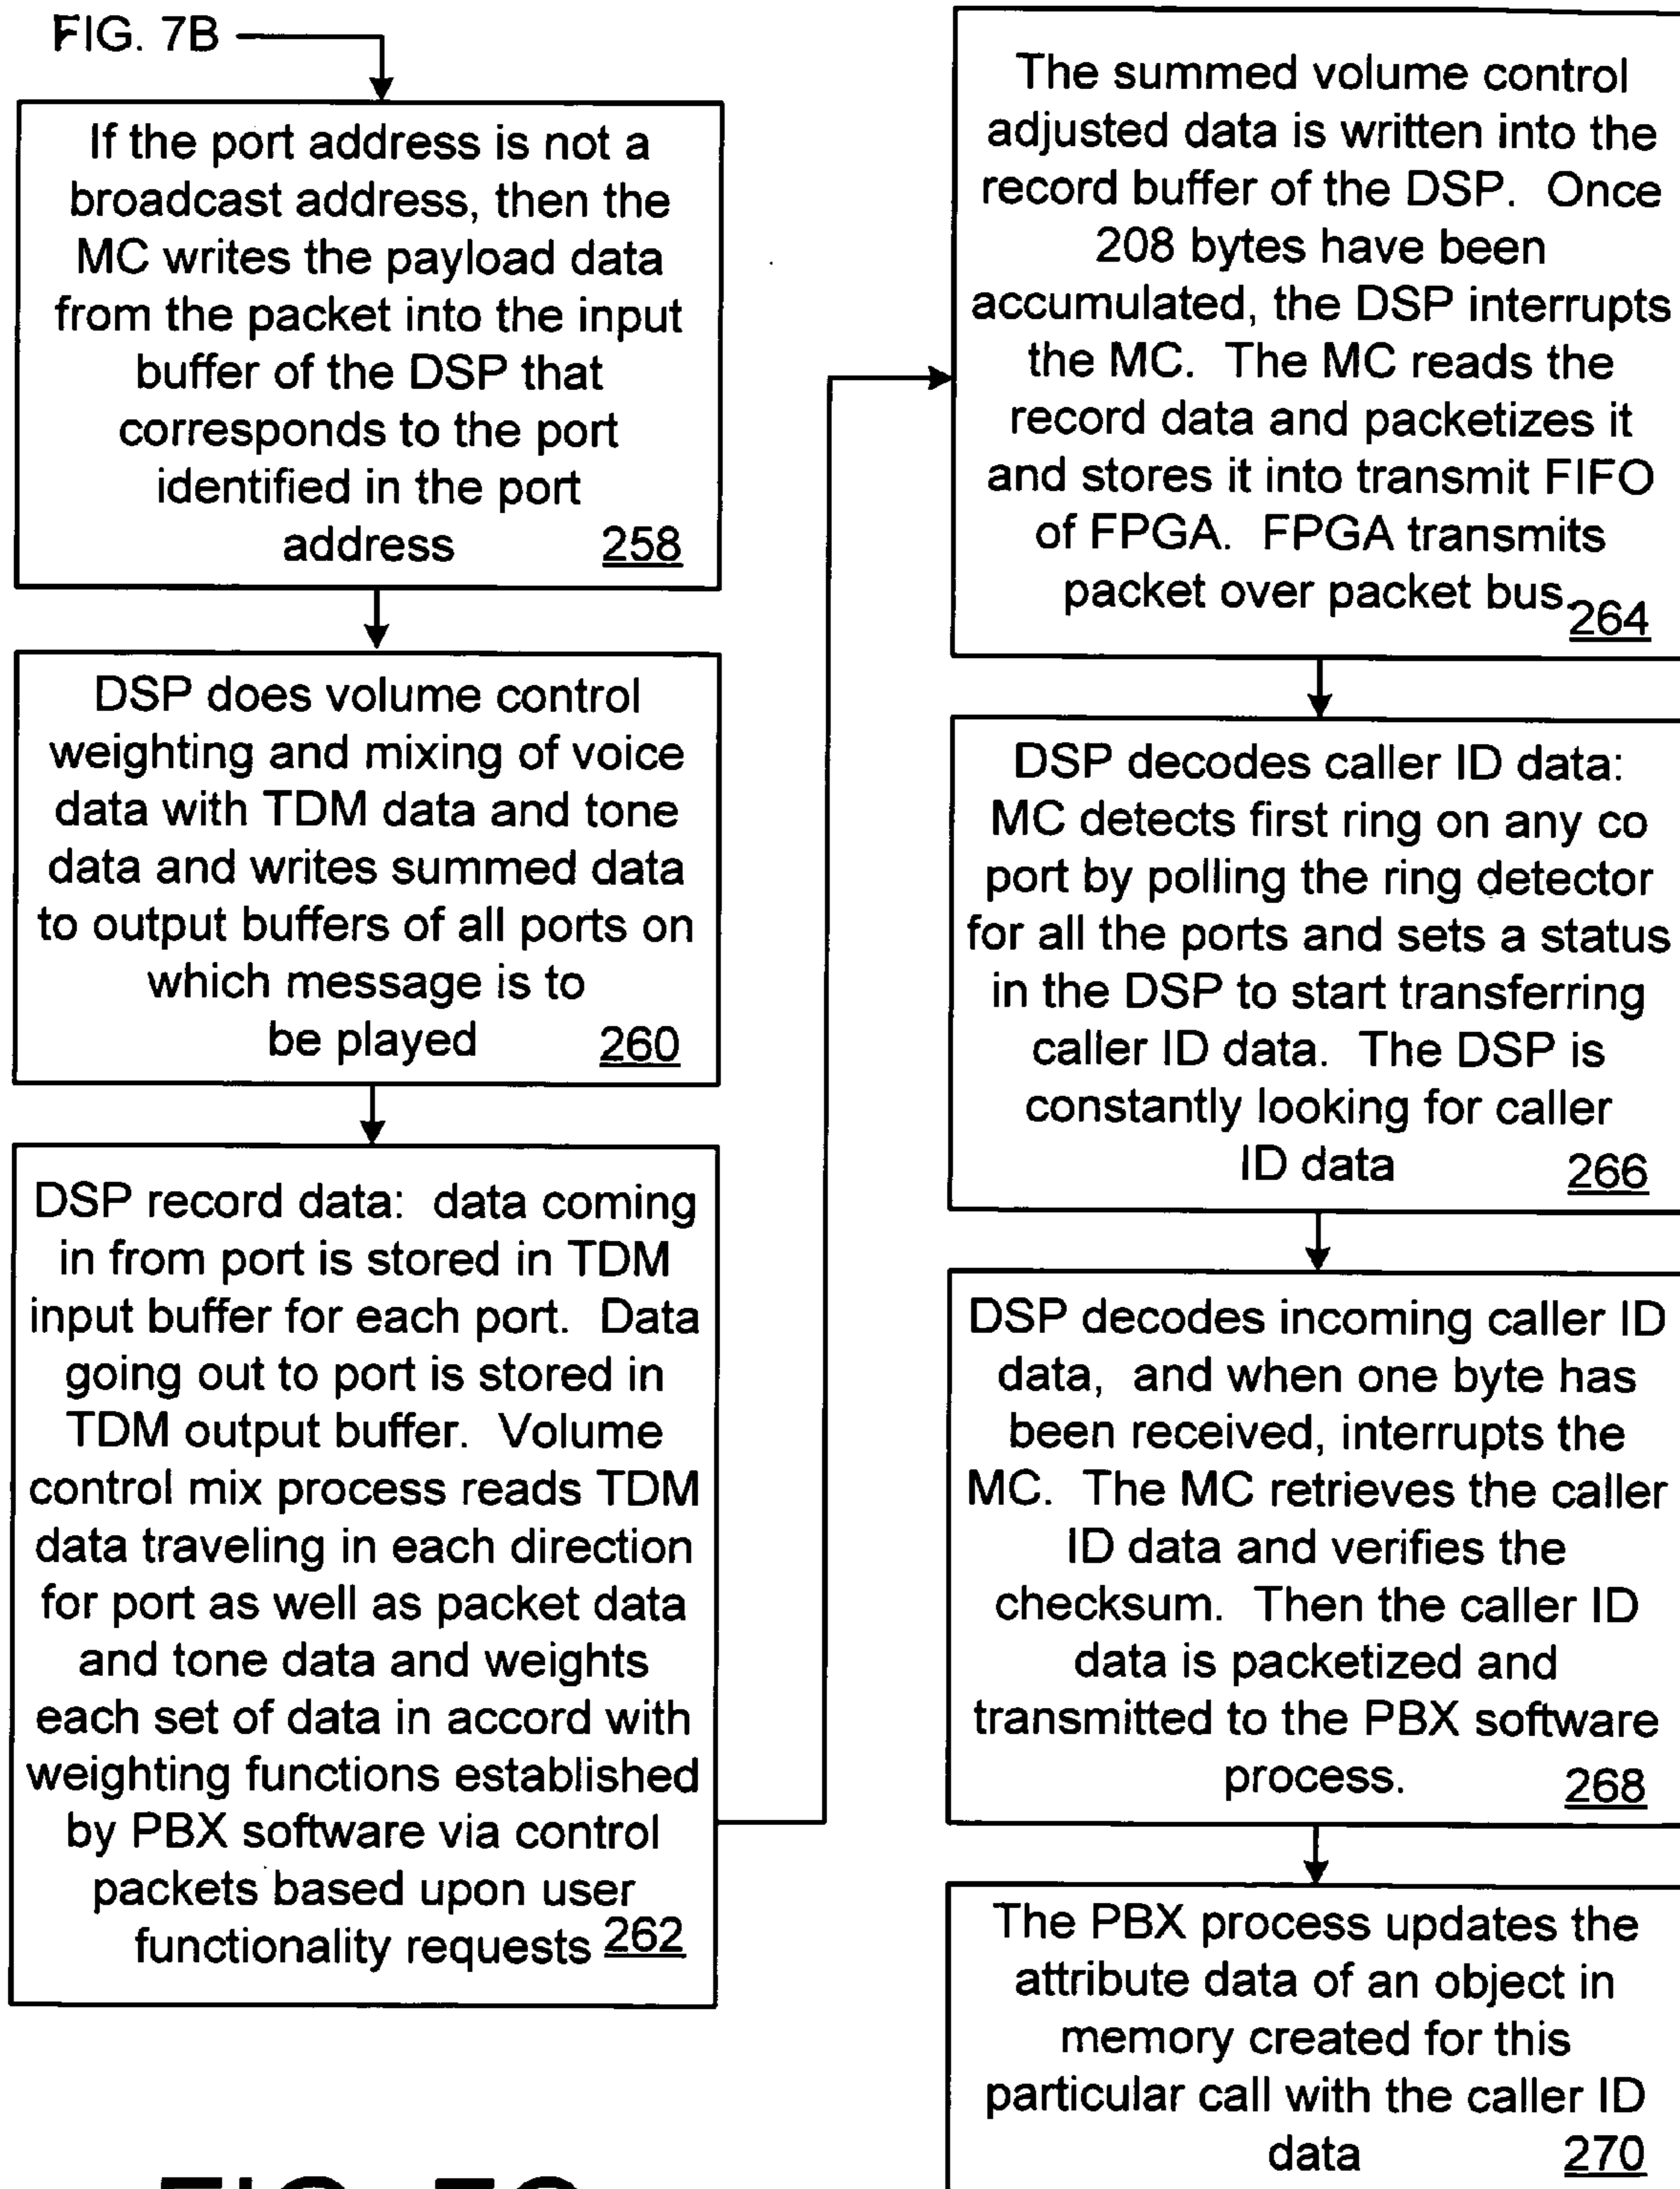 FIG. 7B
If the port address is not a
broadcast address, then the
MC writes the payload data
from the packet into the input
buffer of the DSP that
corresponds to the port
identified in the port
address 258
DSP does volume control
weighting and mixing of voice
data with TDM data and tone
data and writes summed data
to output buffers of all ports on
which message is to
be played 260
DSP record data: data coming
in from port is stored in TDM
input buffer for each port. Data
going out to port is stored in
TDM output buffer. Volume
control mix process reads TDM
data traveling in each direction
for port as well as packet data
and tone data and weights
each set of data in accord with
weighting functions established
by PBX software via control
packets based upon user
functionality requests 262
The summed volume control
adjusted data is written into the
record buffer of the DSP. Once
208 bytes have been
accumulated, the DSP interrupts
the MC. The MC reads the
record data and packetizes it
and stores it into transmit FIFO
of FPGA. FPGA transmits
packet over packet bus. 264
DSP decodes caller ID data:
MC detects first ring on any co
port by polling the ring detector
for all the ports and sets a status
in the DSP to start transferring
caller ID data. The DSP is
constantly looking for caller
ID data 266
DSP decodes incoming caller ID
data, and when one byte has
been received, interrupts the
MC. The MC retrieves the caller
ID data and verifies the
checksum. Then the caller ID
data is packetized and
transmitted to the PBX software
process. 268
The PBX process updates the
attribute data of an object in
memory created for this
particular call with the caller ID
data 270